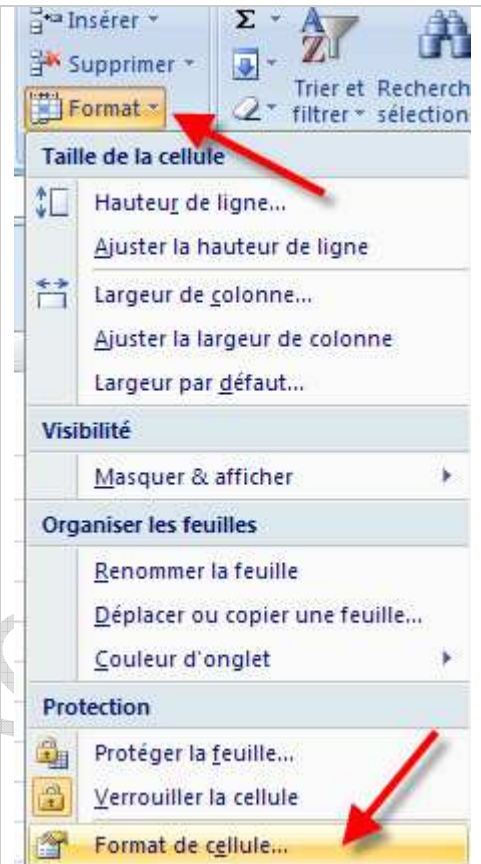 Insérer
Σ
Supprimer
Trier et
filtrer
Recherch
sélection
Format
Taille de la cellule
Hauteur de ligne...
Ajuster la hauteur de ligne
Largeur de colonne...
Ajuster la largeur de colonne
Largeur par défaut...
Visibilité
Masquer & afficher
Organiser les feuilles
Renommer la feuille
Déplacer ou copier une feuille...
Couleur d'onglet
Protection
Protéger la feuille...
Verrouiller la cellule
Format de cellule...